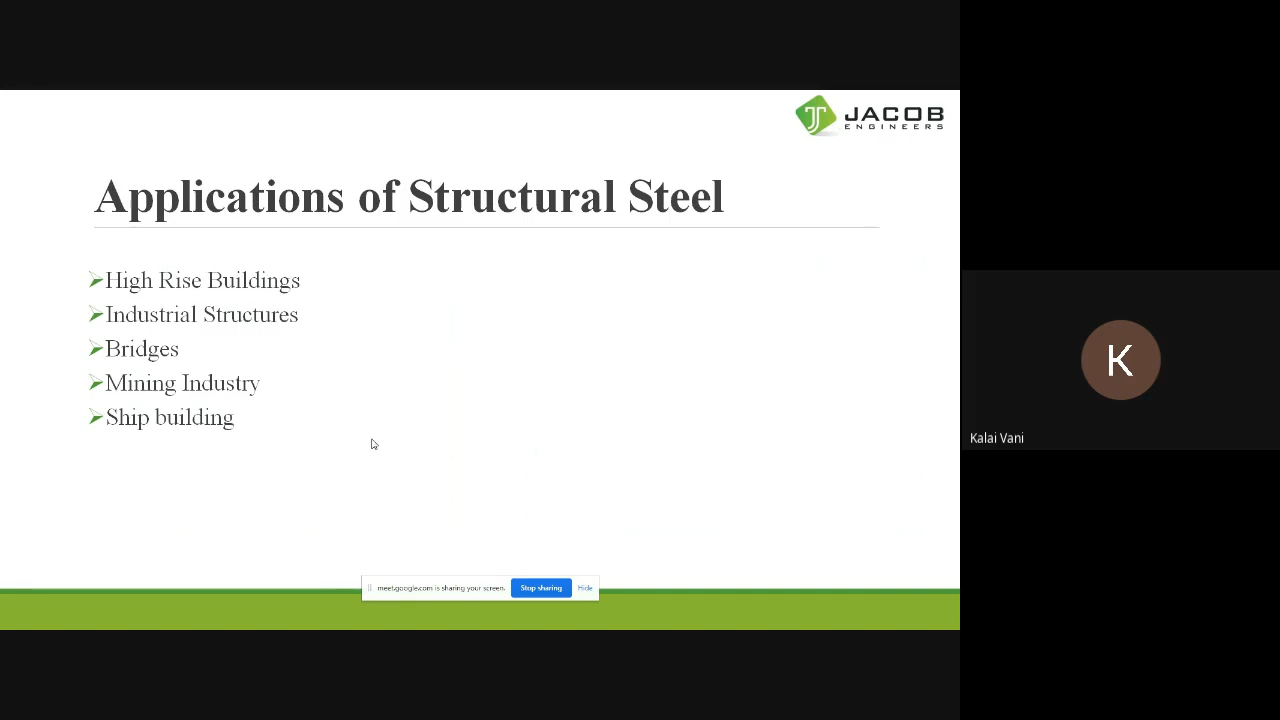 JACOB
ENGINEERS
Applications of Structural Steel
High Rise Buildings
Industrial Structures
Bridges
Mining Industry
Ship building
K
Kalai Vani
meet.google.com is sharing your screen.
Stop sharing
Hide